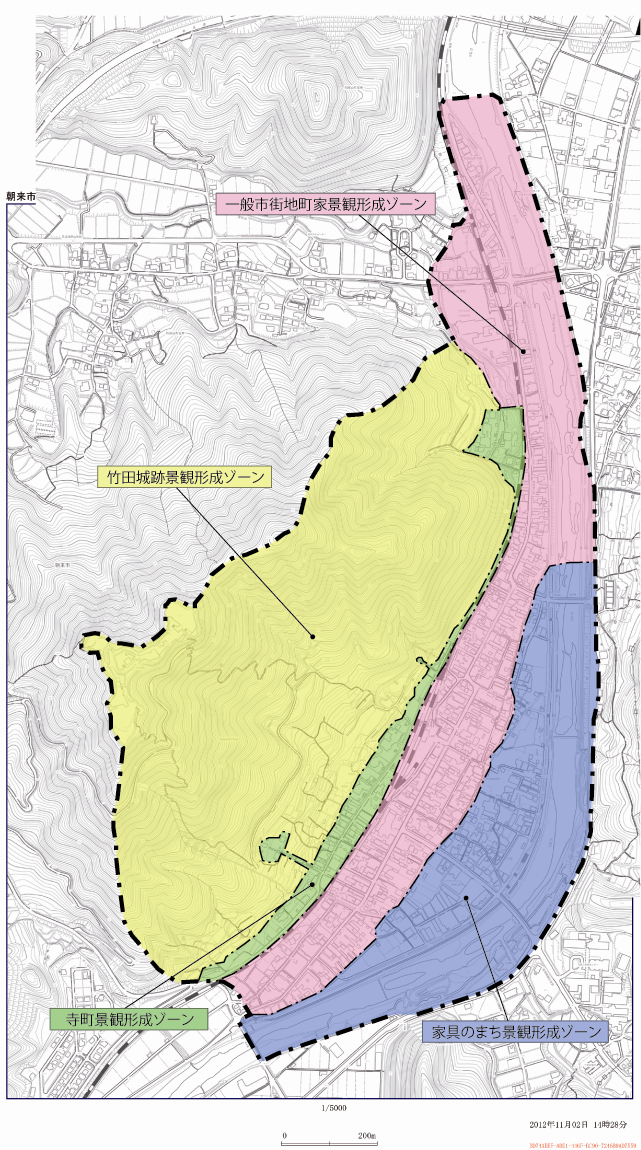 朝来市
一般市街地町家景観形成ゾーン
竹田城跡景観形成ゾーン
朝来市
寺町景観形成ゾーン
家具のまち景観形成ゾーン
1/5000
2012年11月02日 14時28分
0 200m